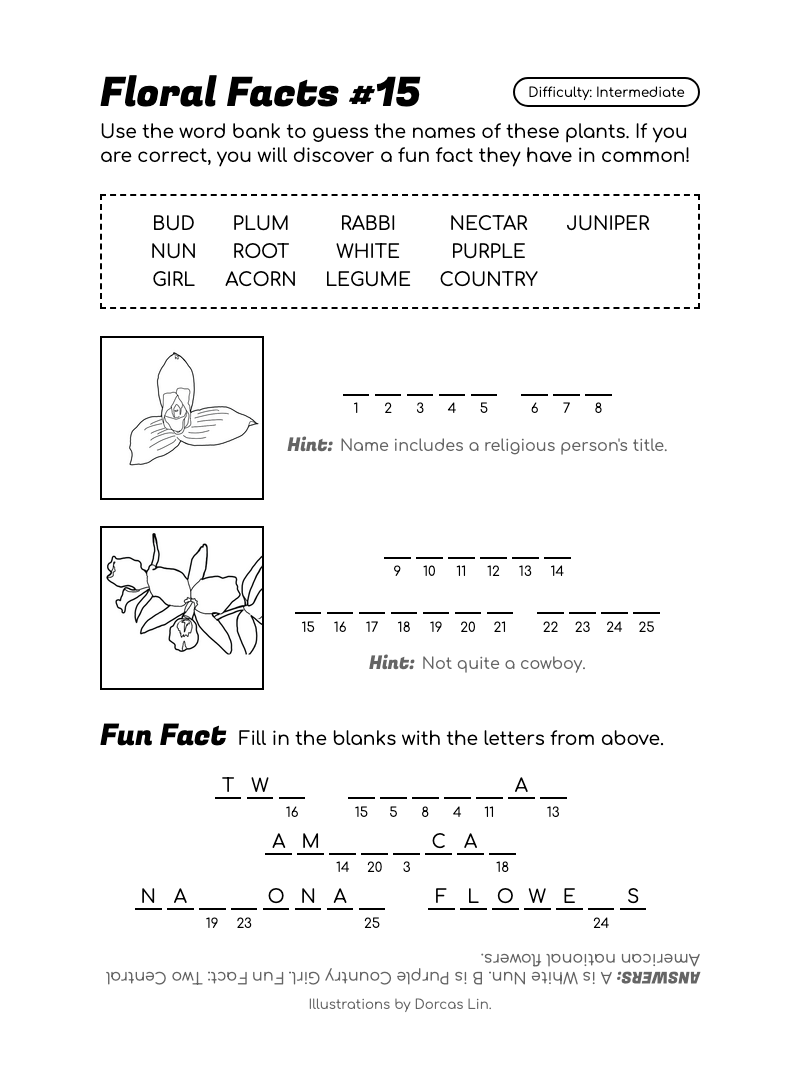 Floral Facts #15
Difficulty: Intermediate
Use the word bank to guess the names of these plants. If you
are correct, you will discover a fun fact they have in common!
BUD PLUM RABBI NECTAR JUNIPER
NUN ROOT WHITE PURPLE
GIRL ACORN LEGUME COUNTRY
1 2 3 4 5 6 7 8
Hint: Name includes a religious person's title.
9 10 11 12 13 14
15 16 17 18 19 20 21 22 23 24 25
Hint: Not quite a cowboy.
Fun Fact Fill in the blanks with the letters from above.
T W A
16 15 5 8 4 11 13
A M C A
14 20 3 18
N A O N A F L O W E S
19 23 25 24
ANSWERS: A is White Nun. B is Purple Country Girl. Fun Fact: Two Central
American national flowers.
Illustrations by Dorcas Lin.